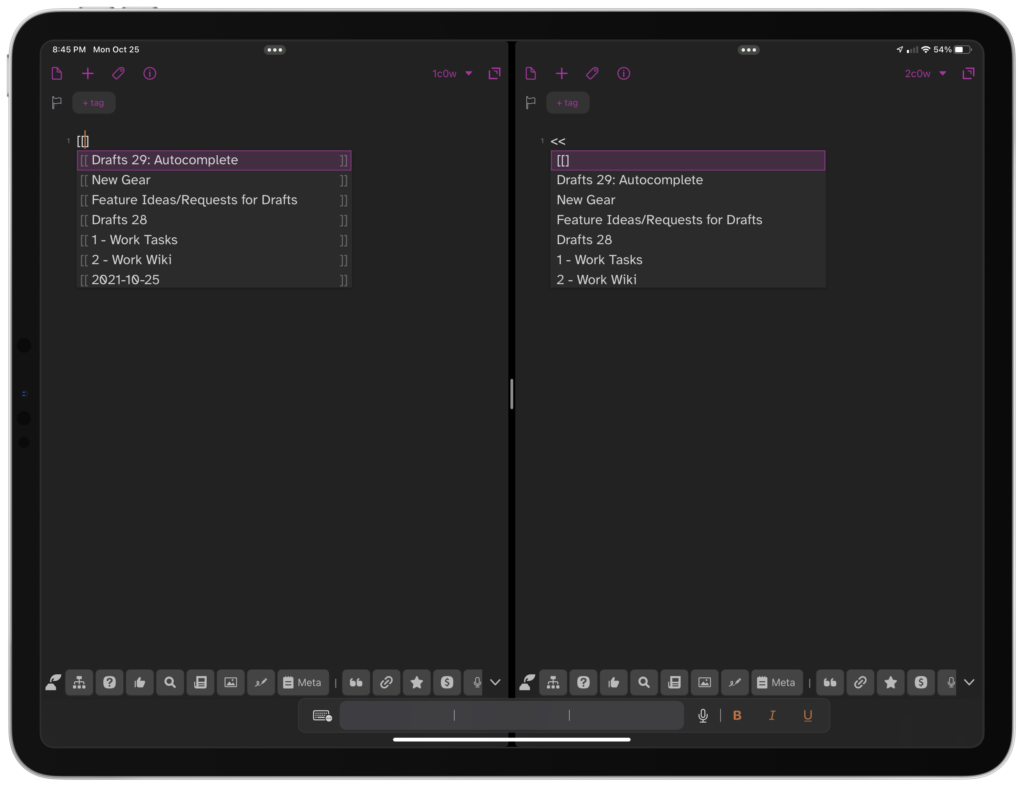 8:45 PM Mon Oct 25
54%
1c0w
+ tag
1 [[]
[[ Drafts 29: Autocomplete ]]
[[ New Gear ]]
[[ Feature Ideas/Requests for Drafts ]]
[[ Drafts 28 ]]
[[ 1 - Work Tasks ]]
[[ 2 - Work Wiki ]]
[[ 2021-10-25 ]]
Meta
2c0w
+ tag
1 <<
[[]
Drafts 29: Autocomplete
New Gear
Feature Ideas/Requests for Drafts
Drafts 28
1 - Work Tasks
2 - Work Wiki
Meta
B I U